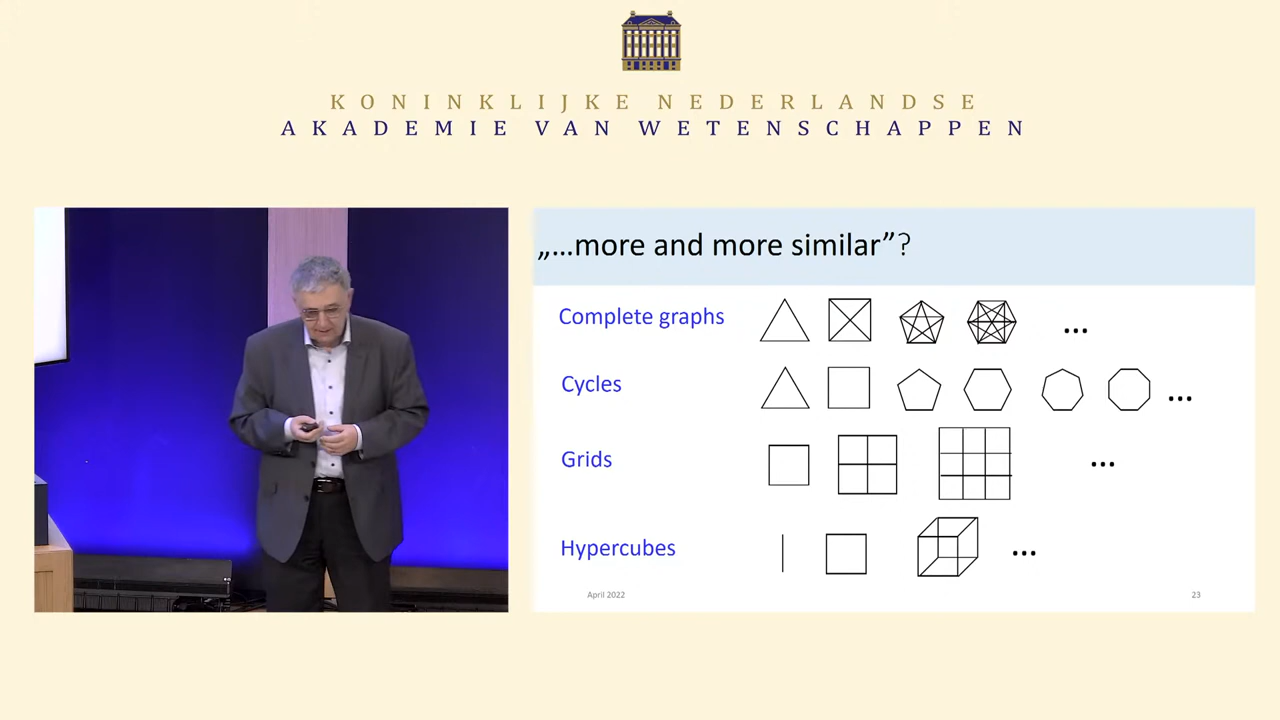 KONINKLIJKE NEDERLANDSE
AKADEMIE VAN WETENSCHAPPEN
„...more and more similar”?
Complete graphs ...
Cycles ...
Grids ...
Hypercubes ...
April 2022 23